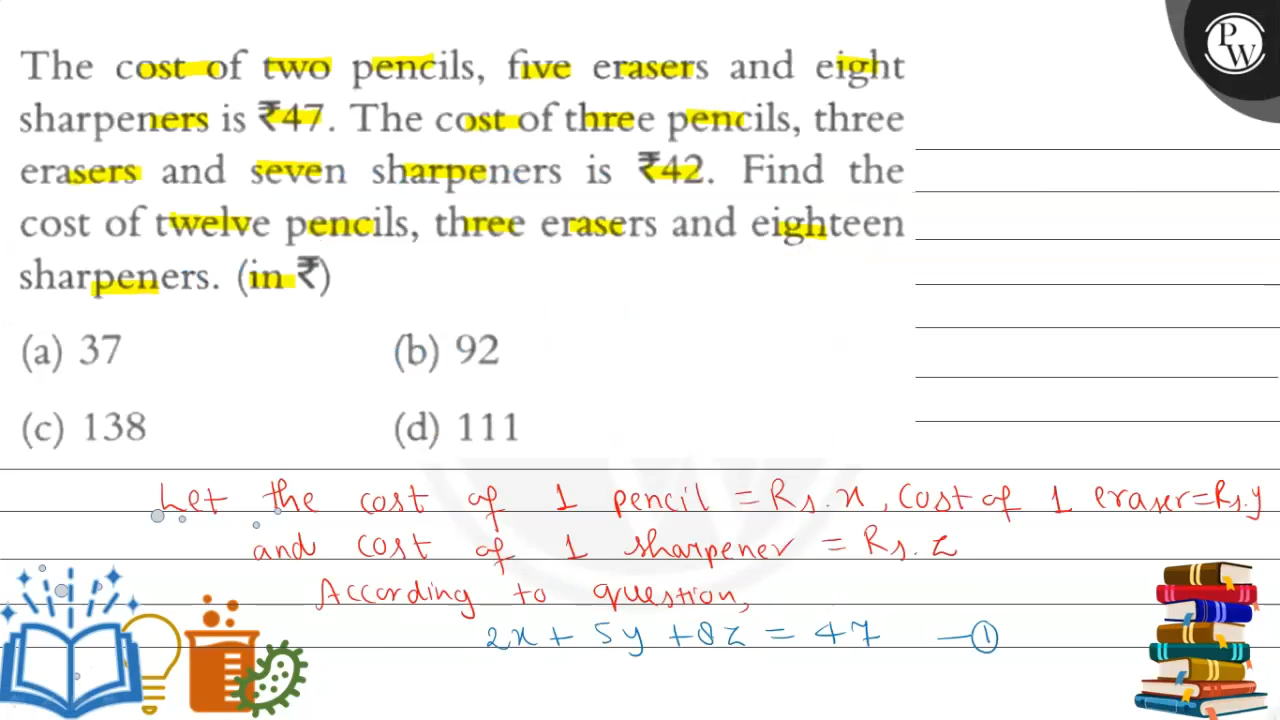 The cost of two pencils, five erasers and eight
sharpeners is ₹47. The cost of three pencils, three
erasers and seven sharpeners is ₹42. Find the
cost of twelve pencils, three erasers and eighteen
sharpeners. (in ₹)
(a) 37 (b) 92
(c) 138 (d) 111
Let the cost of 1 pencil = Rs. x, Cost of 1 eraser = Rs. y
and cost of 1 sharpener = Rs. z
According to question,
2x + 5y + 8z = 47 —①
PW